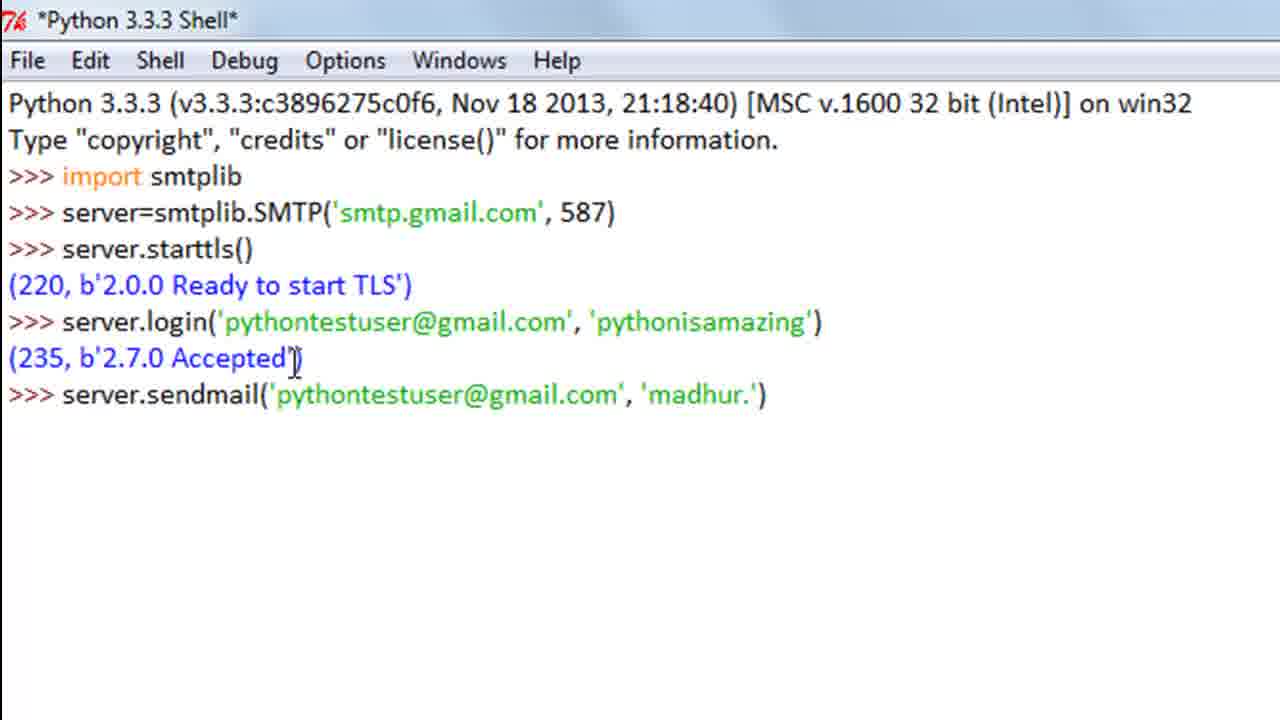 *Python 3.3.3 Shell*
File Edit Shell Debug Options Windows Help
Python 3.3.3 (v3.3.3:c3896275c0f6, Nov 18 2013, 21:18:40) [MSC v.1600 32 bit (Intel)] on win32
Type "copyright", "credits" or "license()" for more information.
>>> import smtplib
>>> server=smtplib.SMTP('smtp.gmail.com', 587)
>>> server.starttls()
(220, b'2.0.0 Ready to start TLS')
>>> server.login('pythontestuser@gmail.com', 'pythonisamazing')
(235, b'2.7.0 Accepted')
>>> server.sendmail('pythontestuser@gmail.com', 'madhur.')